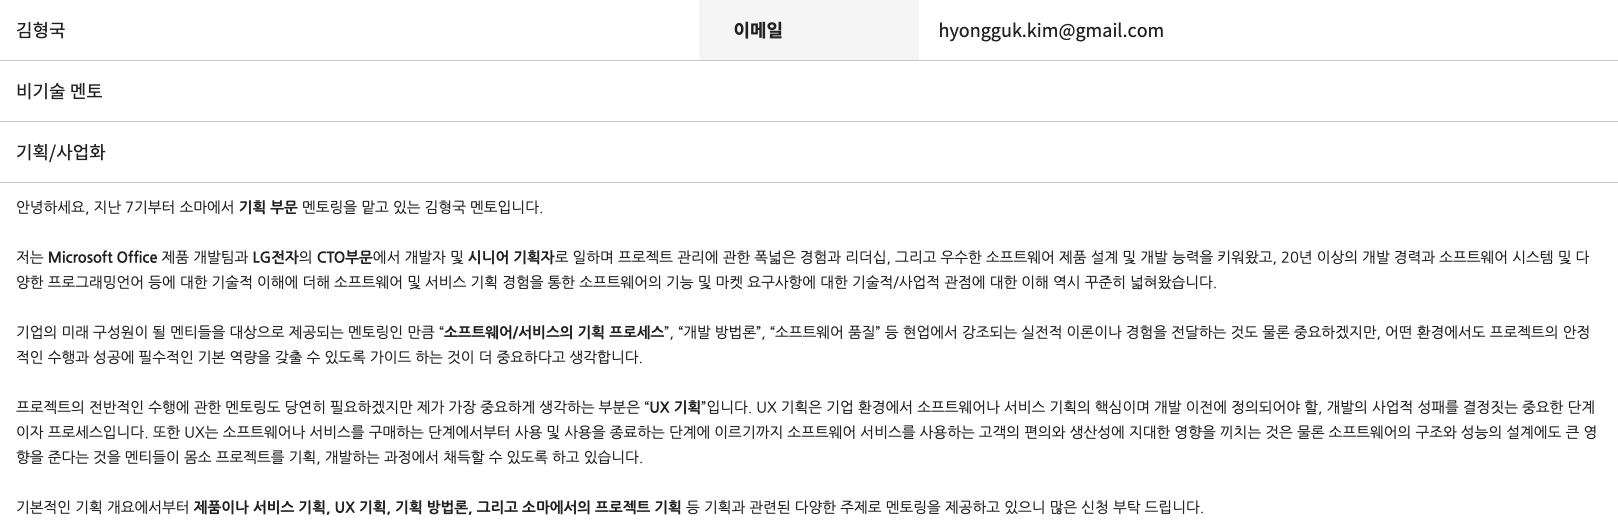 김형국 이메일 hyongguk.kim@gmail.com
비기술 멘토
기획/사업화
안녕하세요, 지난 7기부터 소마에서 기획 부문 멘토링을 맡고 있는 김형국 멘토입니다.
저는 Microsoft Office 제품 개발팀과 LG전자의 CTO부문에서 개발자 및 시니어 기획자로 일하며 프로젝트 관리에 관한 폭넓은 경험과 리더십, 그리고 우수한 소프트웨어 제품 설계 및 개발 능력을 키워왔고, 20년 이상의 개발 경력과 소프트웨어 시스템 및 다
양한 프로그래밍언어 등에 대한 기술적 이해에 더해 소프트웨어 및 서비스 기획 경험을 통한 소프트웨어의 기능 및 마켓 요구사항에 대한 기술적/사업적 관점에 대한 이해 역시 꾸준히 넓혀왔습니다.
기업의 미래 구성원이 될 멘티들을 대상으로 제공되는 멘토링인 만큼 “소프트웨어/서비스의 기획 프로세스”, “개발 방법론”, “소프트웨어 품질” 등 현업에서 강조되는 실전적 이론이나 경험을 전달하는 것도 물론 중요하겠지만, 어떤 환경에서도 프로젝트의 안정
적인 수행과 성공에 필수적인 기본 역량을 갖출 수 있도록 가이드 하는 것이 더 중요하다고 생각합니다.
프로젝트의 전반적인 수행에 관한 멘토링도 당연히 필요하겠지만 제가 가장 중요하게 생각하는 부분은 “UX 기획”입니다. UX 기획은 기업 환경에서 소프트웨어나 서비스 기획의 핵심이며 개발 이전에 정의되어야 할, 개발의 사업적 성패를 결정짓는 중요한 단계
이자 프로세스입니다. 또한 UX는 소프트웨어나 서비스를 구매하는 단계에서부터 사용 및 사용을 종료하는 단계에 이르기까지 소프트웨어 서비스를 사용하는 고객의 편의와 생산성에 지대한 영향을 끼치는 것은 물론 소프트웨어의 구조와 성능의 설계에도 큰 영
향을 준다는 것을 멘티들이 몸소 프로젝트를 기획, 개발하는 과정에서 채득할 수 있도록 하고 있습니다.
기본적인 기획 개요에서부터 제품이나 서비스 기획, UX 기획, 기획 방법론, 그리고 소마에서의 프로젝트 기획 등 기획과 관련된 다양한 주제로 멘토링을 제공하고 있으니 많은 신청 부탁 드립니다.